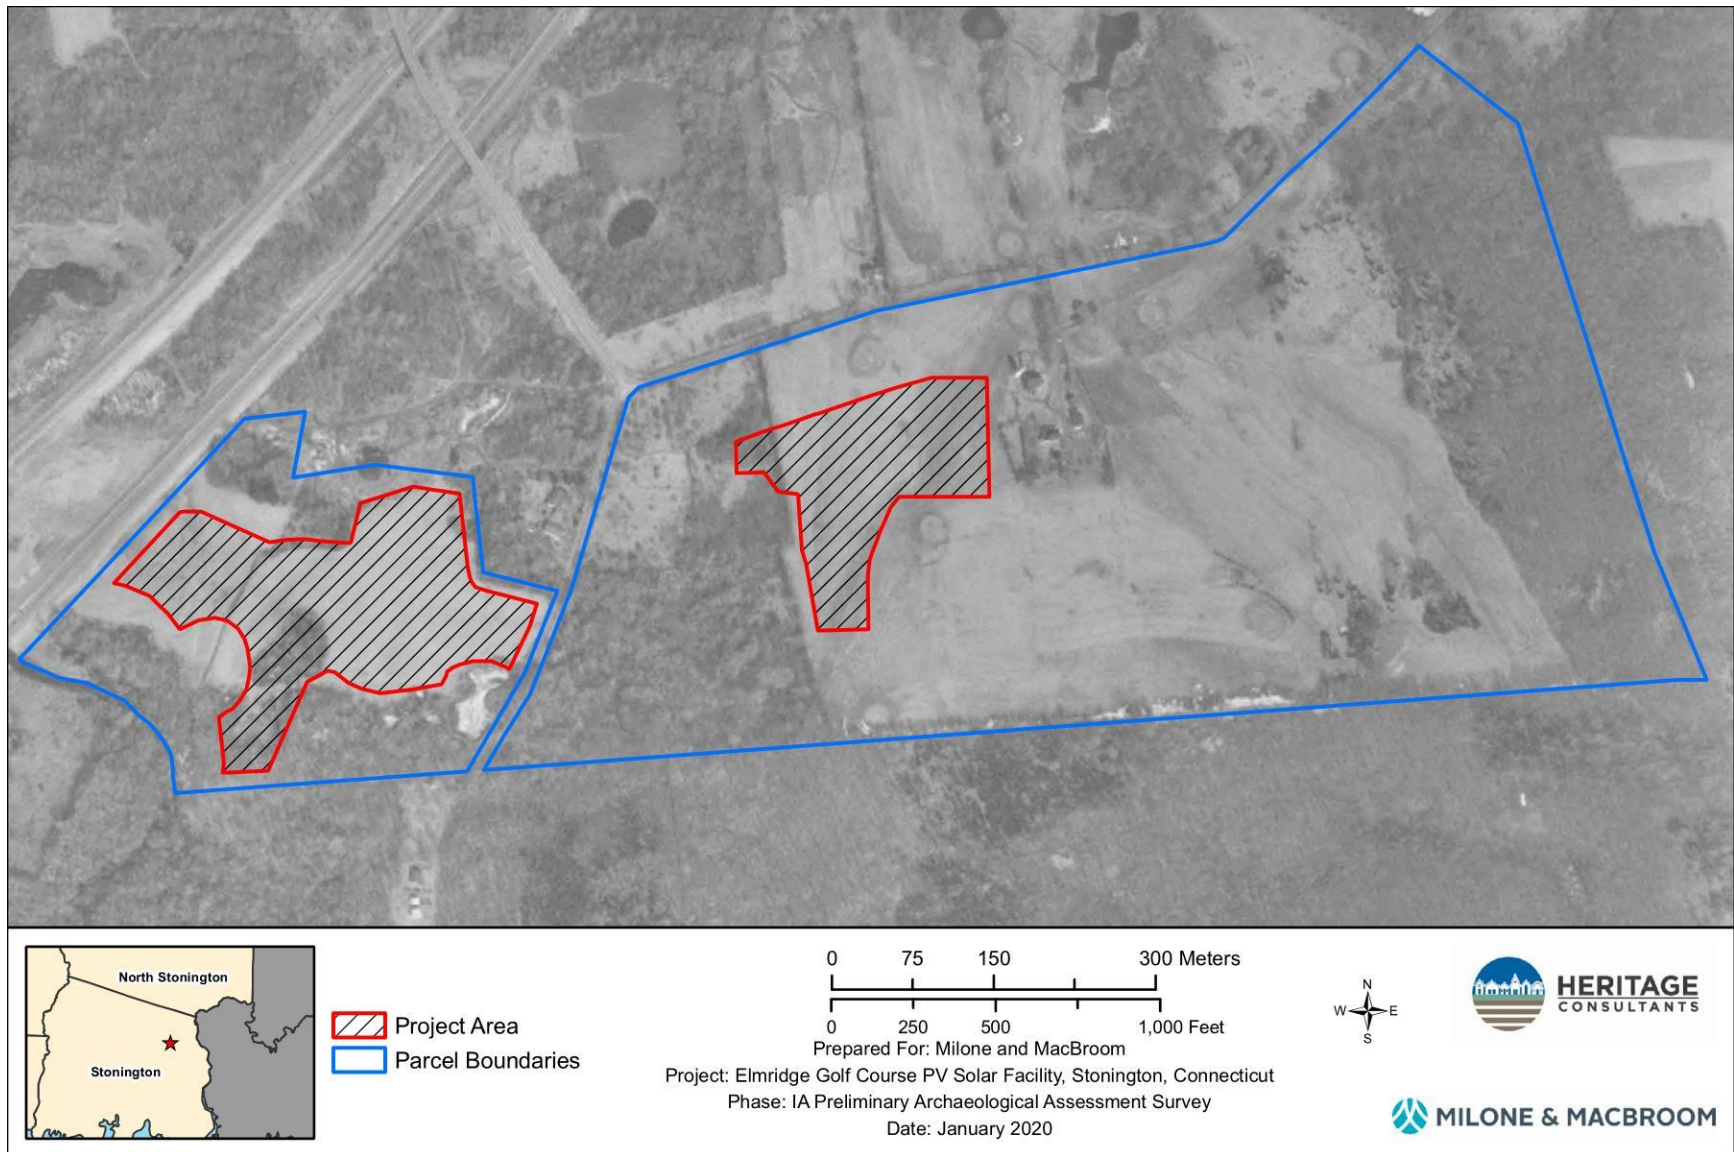 North Stonington
Stonington
Project Area
Parcel Boundaries
0 75 150 300 Meters
0 250 500 1,000 Feet
Prepared For: Milone and MacBroom
Project: Elmridge Golf Course PV Solar Facility, Stonington, Connecticut
Phase: IA Preliminary Archaeological Assessment Survey
Date: January 2020
N
W E
S
HERITAGE
CONSULTANTS
MILONE & MACBROOM